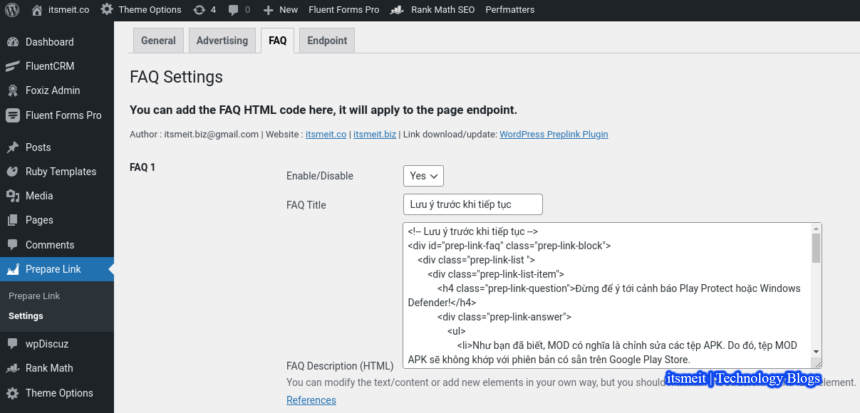 itsmeit.co Theme Options 4 0 New Fluent Forms Pro Rank Math SEO Perfmatters
Dashboard
FluentCRM
Foxiz Admin
Fluent Forms Pro
Posts
Ruby Templates
Media
Pages
Comments
Prepare Link
Prepare Link
Settings
wpDiscuz
Rank Math
Theme Options
General Advertising FAQ Endpoint
FAQ Settings
You can add the FAQ HTML code here, it will apply to the page endpoint.
Author : itsmeit.biz@gmail.com | Website : itsmeit.co | itsmeit.biz | Link download/update: WordPress Preplink Plugin
FAQ 1
Enable/Disable Yes
FAQ Title Lưu ý trước khi tiếp tục
<!-- Lưu ý trước khi tiếp tục -->
<div id="prep-link-faq" class="prep-link-block">
<div class="prep-link-list ">
<div class="prep-link-list-item">
<h4 class="prep-link-question">Đừng để ý tới cảnh báo Play Protect hoặc Windows
Defender!</h4>
<div class="prep-link-answer">
<ul>
<li>Như bạn đã biết, MOD có nghĩa là chỉnh sửa các tệp APK. Do đó, tệp MOD
APK sẽ không khớp với phiên bản có sẵn trên Google Play Store.
FAQ Description (HTML)
You can modify the text/content or add new elements in your own way, but you should element.
itsmeit | Technology Blogs
References